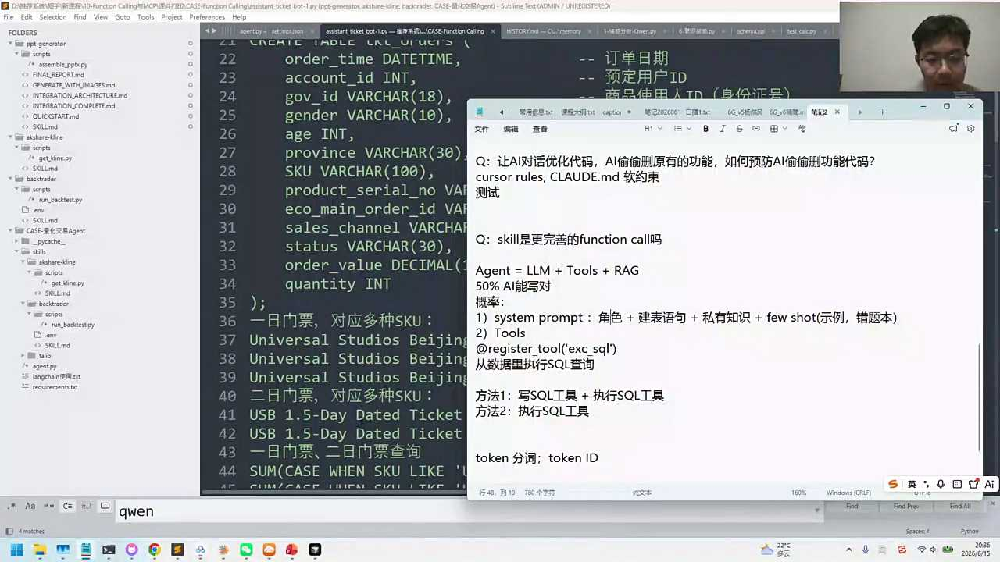 D:\推荐系统\知乎\新课程\10-Function Calling与MCP\课件打印\CASE-Function Calling\assistant_ticket_bot-1.py (ppt-generator, akshare-kline, backtrader, CASE-量化交易Agent) - Sublime Text (ADMIN / UNREGISTERED)
File Edit Selection Find View Goto Tools Project Preferences Help
FOLDERS
ppt-generator
scripts
assemble_pptx.py
FINAL_REPORT.md
GENERATE_WITH_IMAGES.md
INTEGRATION_ARCHITECTURE.md
INTEGRATION_COMPLETE.md
QUICKSTART.md
SKILL.md
akshare-kline
scripts
get_kline.py
SKILL.md
backtrader
scripts
run_backtest.py
.env
SKILL.md
CASE-量化交易Agent
__pycache__
skills
akshare-kline
scripts
get_kline.py
SKILL.md
backtrader
scripts
run_backtest.py
.env
SKILL.md
talib
agent.py
langchain使用.txt
requirements.txt
agent.py settings.json assistant_ticket_bot-1.py — 推荐系统\...\CASE-Function Calling HISTORY.md — C:\...\memory 1-情感分析-Qwen.py schema.sql test_calc.py
21 CREATE TABLE tkt_orders (
22 order_time DATETIME, -- 订单日期
23 account_id INT, -- 预定用户ID
24 gov_id VARCHAR(18), -- 商品使用人ID（身份证号）
25 gender VARCHAR(10),
26 age INT,
27 province VARCHAR(30),
28 SKU VARCHAR(100),
29 product_serial_no VAR
30 eco_main_order_id VAR
31 sales_channel VARCHAR
32 status VARCHAR(30),
33 order_value DECIMAL(1
34 quantity INT
35 );
36 一日门票，对应多种SKU：
37 Universal Studios Beijing
38 Universal Studios Beijing
39 Universal Studios Beijing
40 二日门票，对应多种SKU：
41 USB 1.5-Day Dated Ticket
42 USB 1.5-Day Dated Ticket
43 一日门票、二日门票查询
44 SUM(CASE WHEN SKU LIKE 'U
45 SUM(CASE WHEN SKU LIKE 'U
常用信息.txt 课程大纲.txt caption 笔记202606 口播1.txt 6G_v5杨然风 笔记2
文件 编辑 查看 H1 B I S
Q：让AI对话优化代码，AI偷偷删原有的功能，如何预防AI偷偷删功能代码？
cursor rules, CLAUDE.md 软约束
测试
Q：skill是更完善的function call吗
Agent = LLM + Tools + RAG
50% AI能写对
概率：
1）system prompt ：角色 + 建表语句 + 私有知识 + few shot(示例，错题本)
2）Tools
@register_tool('exc_sql')
从数据里执行SQL查询
方法1：写SQL工具 + 执行SQL工具
方法2：执行SQL工具
token 分词；token ID
行 48，列 19 780 个字符 纯文本 160% Windows (CRLF) UTF-8
英
qwen
Find Find Prev Find All
4 matches Spaces: 4 Python
22°C
多云
20:36
2026/6/15